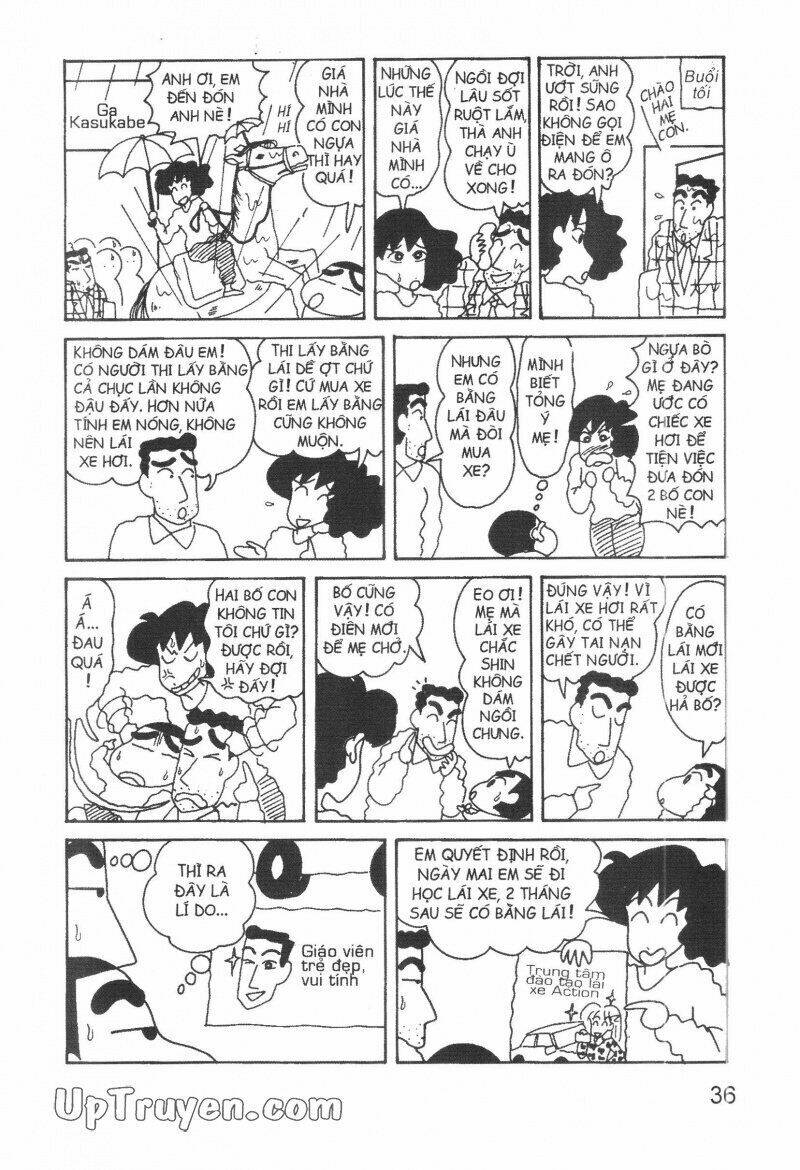 Buổi
tối
CHÀO
HAI
MẸ
CON.
TRỜI, ANH
ƯỚT SŨNG
RỒI! SAO
KHÔNG GỌI
ĐIỆN ĐỂ EM
MANG Ô
RA ĐÓN?
NGỒI ĐỢI
LÂU SỐT
RUỘT LẮM,
THÀ ANH
CHẠY Ù
VỀ CHO
XONG!
NHỮNG
LÚC THẾ
NÀY
GIÁ
NHÀ
MÌNH
CÓ...
GIÁ
NHÀ
MÌNH
CÓ CON
NGỰA
THÌ HAY
QUÁ!
HÍ
HÍ
ANH ƠI, EM
ĐẾN ĐÓN
ANH NÈ!
Ga
Kasukabe
NGỰA BÒ
GÌ Ở ĐÂY?
MẸ ĐANG
ƯỚC CÓ
CHIẾC XE
HƠI ĐỂ
TIỆN VIỆC
ĐƯA ĐÓN
2 BỐ CON
NÈ!
MÌNH
BIẾT
TỎNG
Ý
MẸ!
NHƯNG
EM CÓ
BẰNG
LÁI ĐÂU
MÀ ĐÒI
MUA
XE?
THI LẤY BẰNG
LÁI DỄ ỢT CHỨ
GÌ! CỨ MUA XE
RỒI EM LẤY BẰNG
CŨNG KHÔNG
MUỘN.
KHÔNG DÁM ĐÂU EM!
CÓ NGƯỜI THI LẤY BẰNG
CẢ CHỤC LẦN KHÔNG
ĐẬU ĐẤY. HƠN NỮA
TÍNH EM NÓNG, KHÔNG
NÊN LÁI
XE HƠI.
CÓ
BẰNG
LÁI MỚI
LÁI XE
ĐƯỢC
HẢ BỐ?
ĐÚNG VẬY! VÌ
LÁI XE HƠI RẤT
KHÓ, CÓ THỂ
GÂY TAI NẠN
CHẾT NGƯỜI.
EO ƠI!
MẸ MÀ
LÁI XE
CHẮC
SHIN
KHÔNG
DÁM
NGỒI
CHUNG.
BỐ CŨNG
VẬY! CÓ
ĐIÊN MỚI
ĐỂ MẸ CHỞ.
HAI BỐ CON
KHÔNG TIN
TÔI CHỨ GÌ?
ĐƯỢC RỒI,
HÃY ĐỢI
ĐẤY!
Á
Á...
ĐAU
QUÁ
!
EM QUYẾT ĐỊNH RỒI,
NGÀY MAI EM SẼ ĐI
HỌC LÁI XE, 2 THÁNG
SAU SẼ CÓ BẰNG LÁI!
Trung tâm
đào tạo lái
xe Action
THÌ RA
ĐÂY LÀ
LÍ DO...
Giáo viên
trẻ đẹp,
vui tính
UpTruyen.com
36